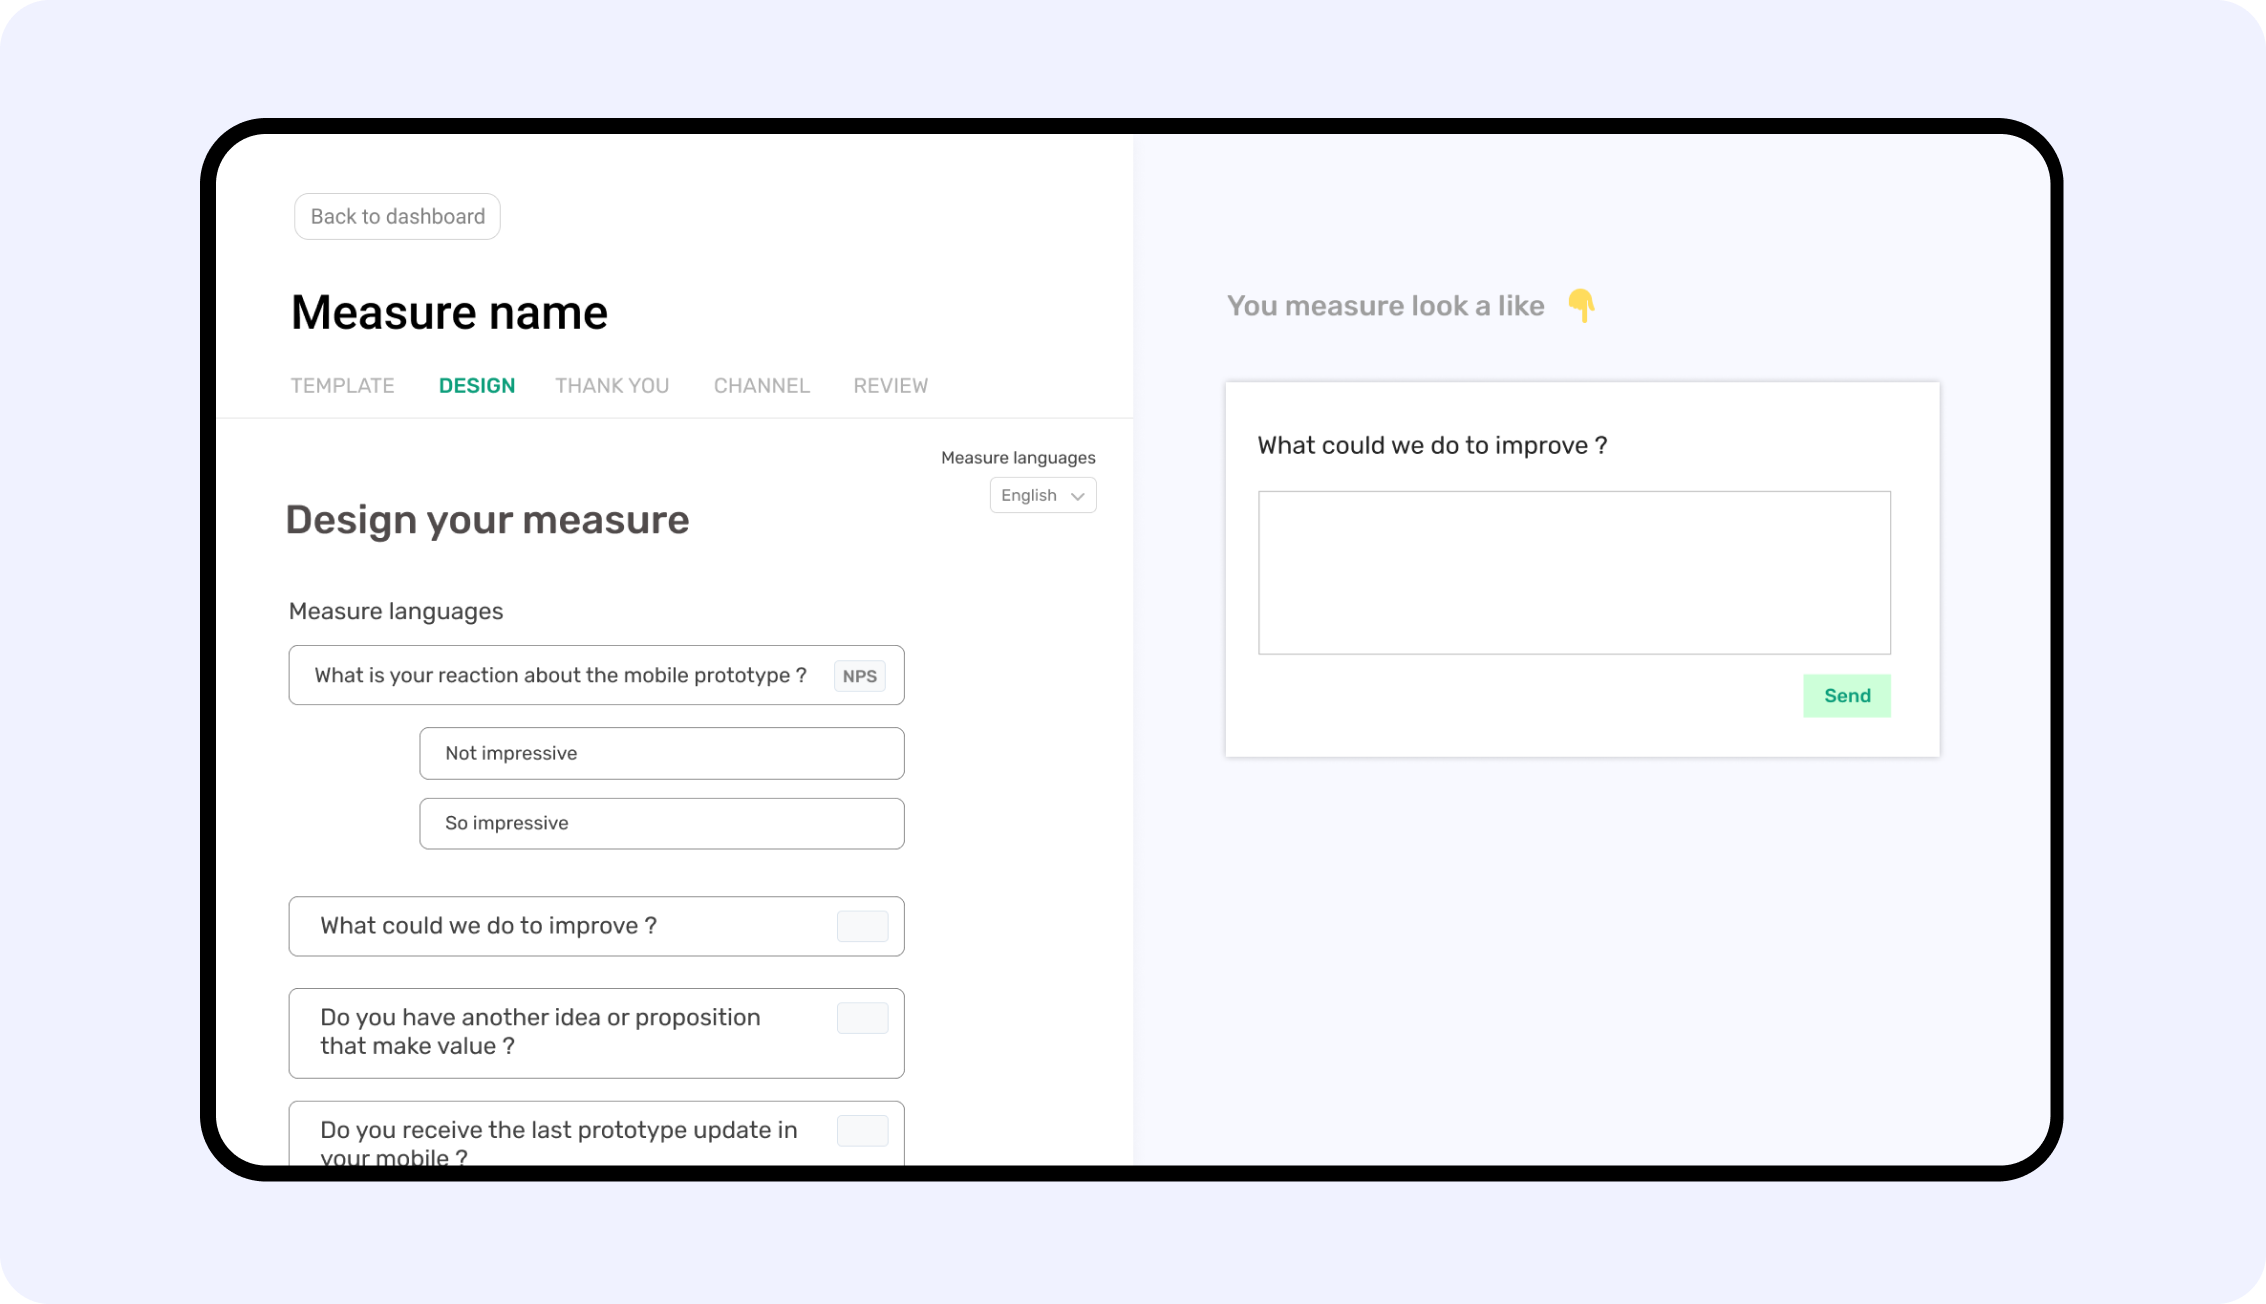 Back to dashboard
Measure name
TEMPLATE DESIGN THANK YOU CHANNEL REVIEW
Measure languages
English
Design your measure
Measure languages
What is your reaction about the mobile prototype ? NPS
Not impressive
So impressive
What could we do to improve ?
Do you have another idea or proposition
that make value ?
Do you receive the last prototype update in
your mobile ?
You measure look a like
What could we do to improve ?
Send